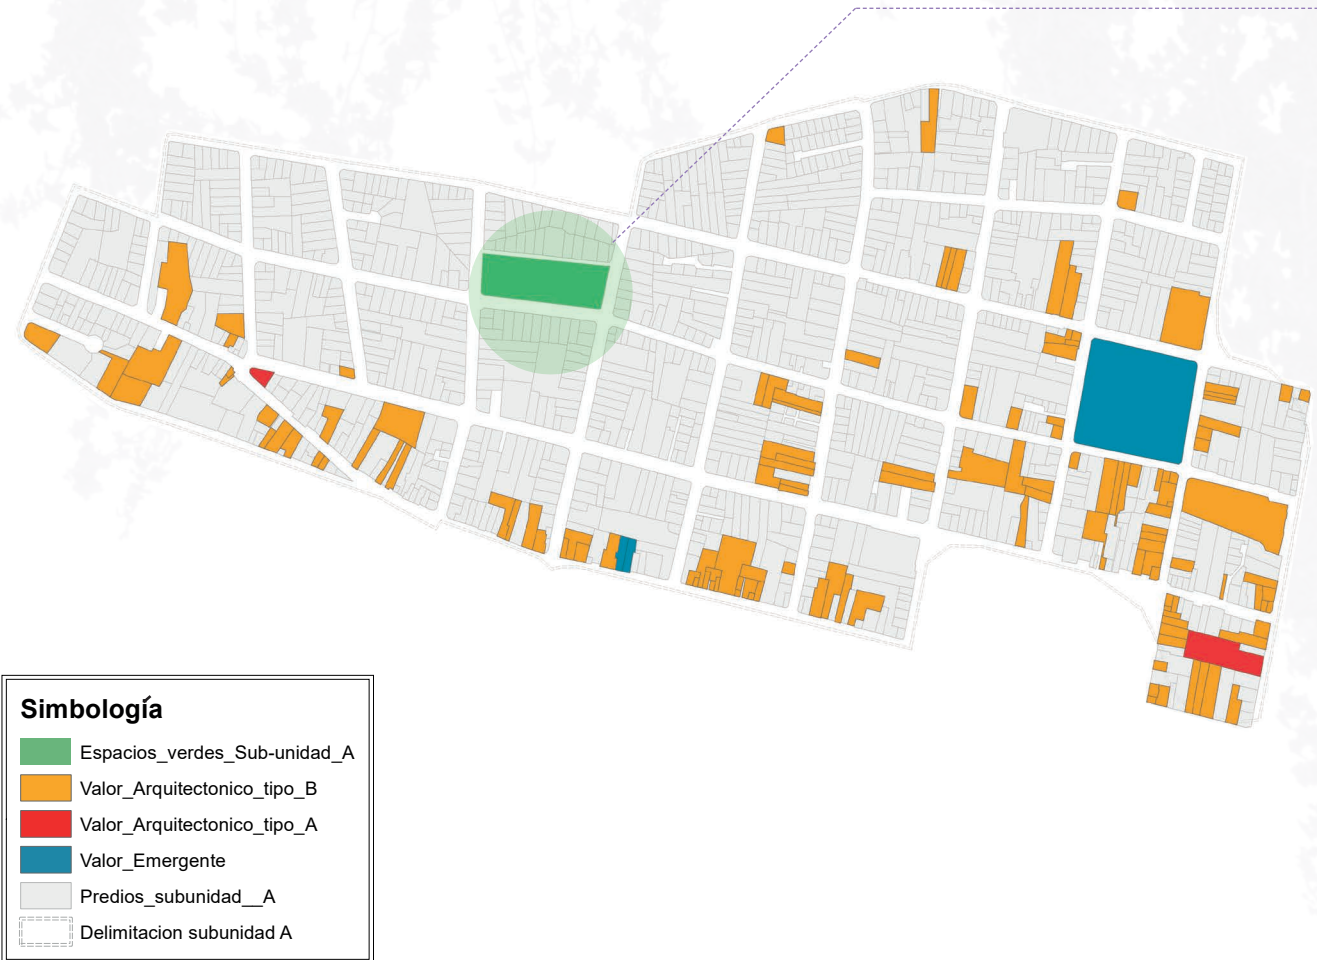 Simbología
Espacios_verdes_Sub-unidad_A
Valor_Arquitectonico_tipo_B
Valor_Arquitectonico_tipo_A
Valor_Emergente
Predios_subunidad__A
Delimitacion subunidad A